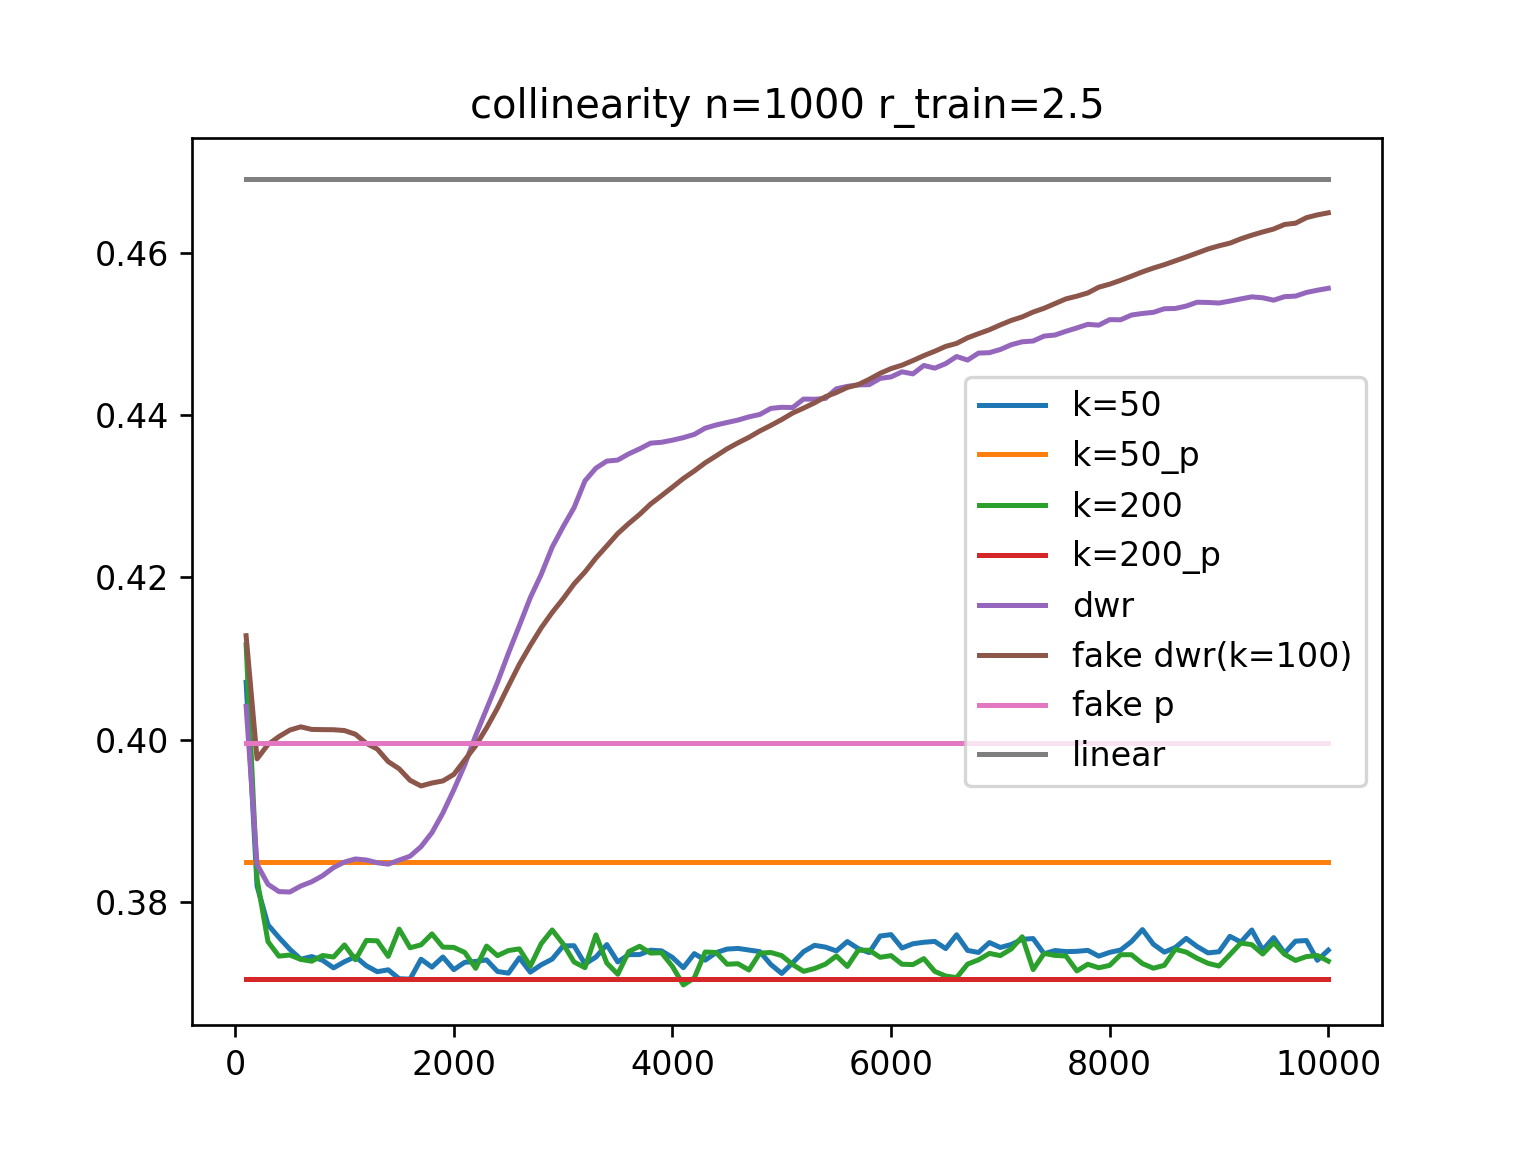 collinearity n=1000 r_train=2.5
0.46
0.44
0.42
0.40
0.38
k=50
k=50_p
k=200
k=200_p
dwr
fake dwr(k=100)
fake p
linear
0 2000 4000 6000 8000 10000